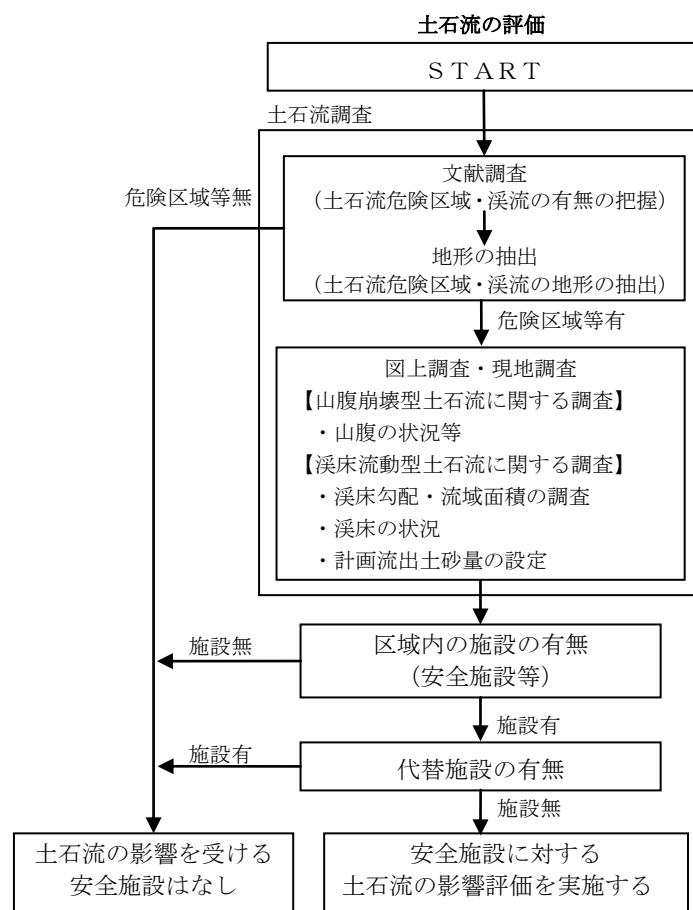 土石流の評価
ＳＴＡＲＴ
土石流調査
文献調査
（土石流危険区域・渓流の有無の把握）
危険区域等無
地形の抽出
（土石流危険区域・渓流の地形の抽出）
危険区域等有
図上調査・現地調査
【山腹崩壊型土石流に関する調査】
・山腹の状況等
【渓床流動型土石流に関する調査】
・渓床勾配・流域面積の調査
・渓床の状況
・計画流出土砂量の設定
施設無
区域内の施設の有無
（安全施設等）
施設有
施設有
代替施設の有無
施設無
土石流の影響を受ける
安全施設はなし
安全施設に対する
土石流の影響評価を実施する